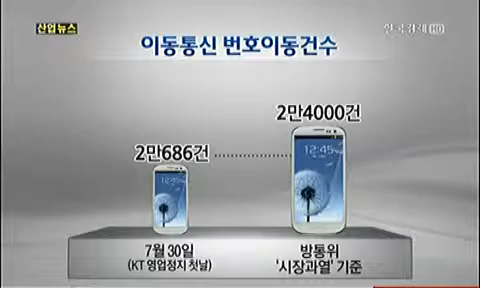 산업뉴스
한국경제 HD
이동통신 번호이동건수
2만4000건
2만686건
12:45
12:45
7월 30일
(KT 영업정지 첫날)
방통위
'시장과열' 기준